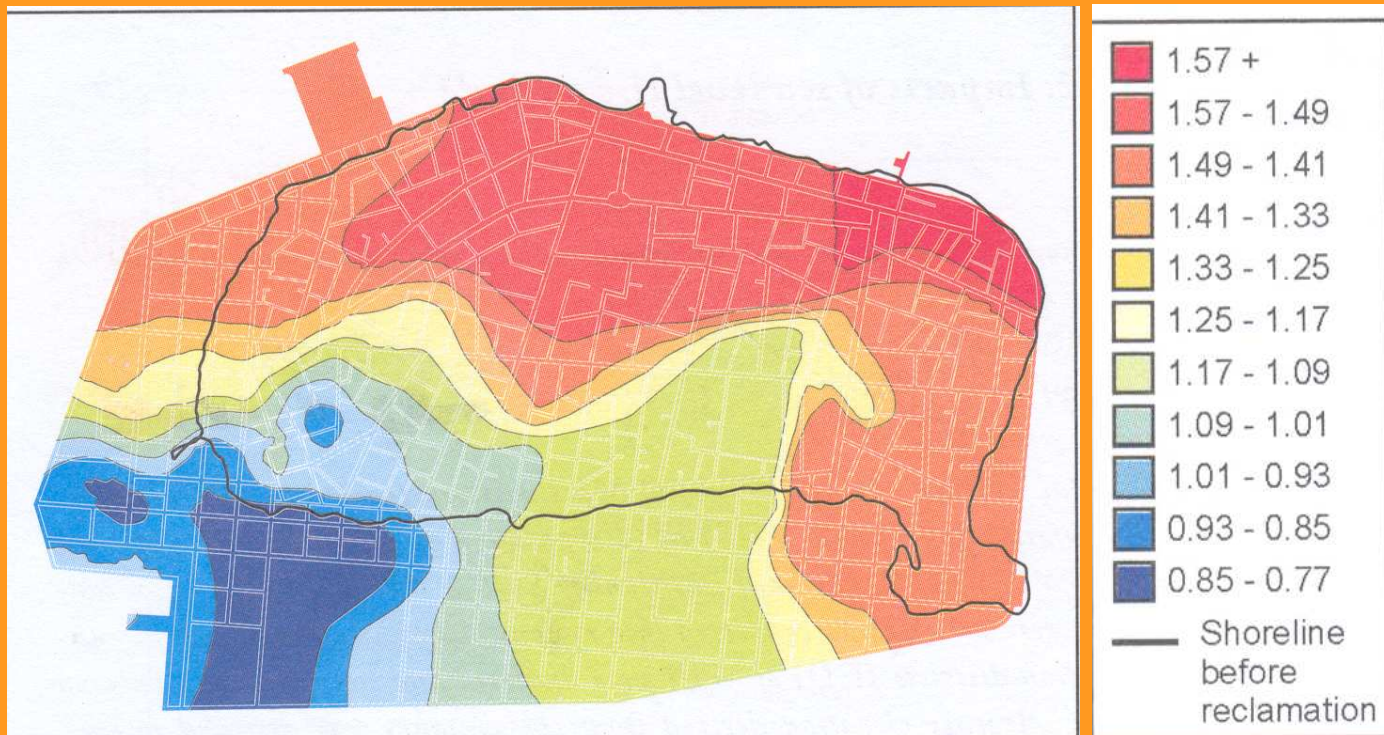 1.57 +
1.57 - 1.49
1.49 - 1.41
1.41 - 1.33
1.33 - 1.25
1.25 - 1.17
1.17 - 1.09
1.09 - 1.01
1.01 - 0.93
0.93 - 0.85
0.85 - 0.77
Shoreline
before
reclamation